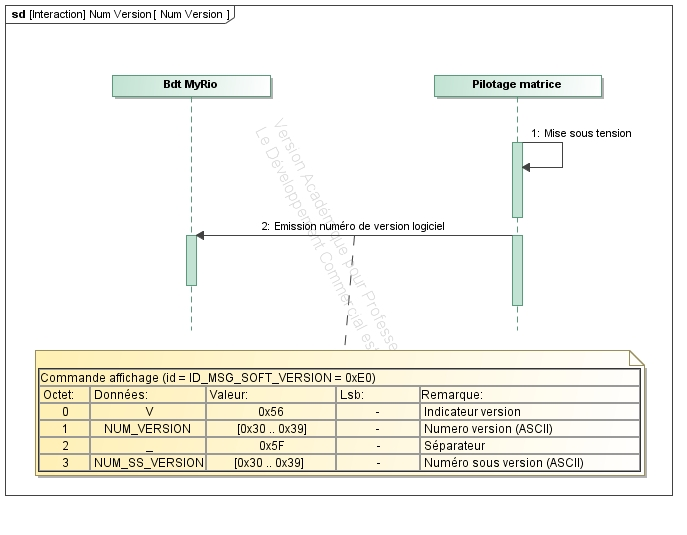 sd [Interaction] Num Version[ Num Version ]
Bdt MyRio
Pilotage matrice
1: Mise sous tension
2: Emission numéro de version logiciel
Version Académique pour Professe
Le Développement Commercial es
Commande affichage (id = ID_MSG_SOFT_VERSION = 0xE0)
Octet: Données: Valeur: Lsb: Remarque:
0 V 0x56 - Indicateur version
1 NUM_VERSION [0x30 .. 0x39] - Numero version (ASCII)
2 _ 0x5F - Séparateur
3 NUM_SS_VERSION [0x30 .. 0x39] - Numéro sous version (ASCII)